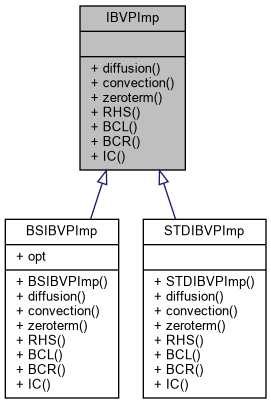 IBVPImp
+ diffusion()
+ convection()
+ zeroterm()
+ RHS()
+ BCL()
+ BCR()
+ IC()
BSIBVPImp
+ opt
+ BSIBVPImp()
+ diffusion()
+ convection()
+ zeroterm()
+ RHS()
+ BCL()
+ BCR()
+ IC()
STDIBVPImp
+ STDIBVPImp()
+ diffusion()
+ convection()
+ zeroterm()
+ RHS()
+ BCL()
+ BCR()
+ IC()